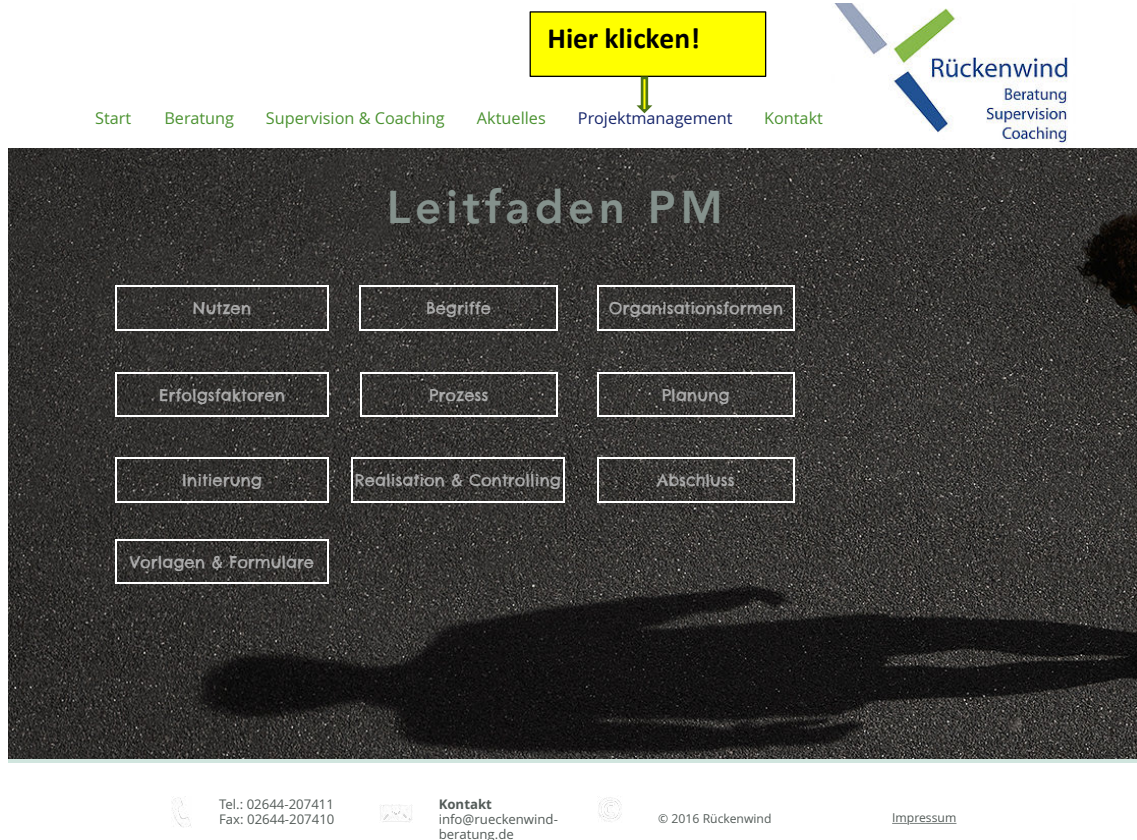 Hier klicken!
Rückenwind
Beratung
Supervision
Coaching
Start Beratung Supervision & Coaching Aktuelles Projektmanagement Kontakt
Leitfaden PM
Nutzen Begriffe Organisationsformen
Erfolgsfaktoren Prozess Planung
Initierung Realisation & Controlling Abschluss
Vorlagen & Formulare
Tel.: 02644-207411
Fax: 02644-207410
Kontakt
info@rueckenwind-
beratung.de
© 2016 Rückenwind
Impressum